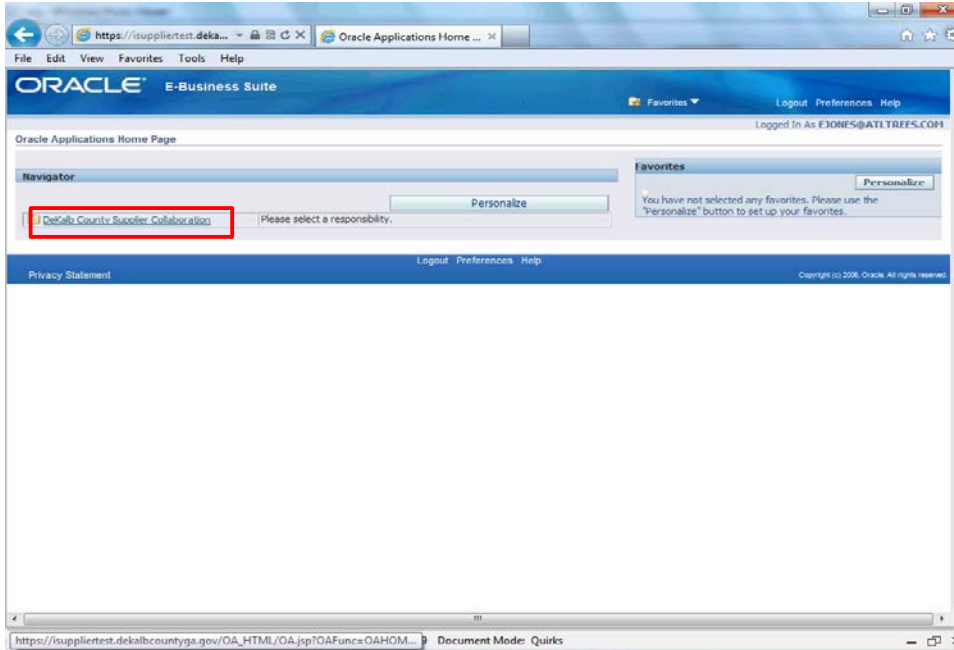 https://isuppliertest.deka...
Oracle Applications Home ...
File Edit View Favorites Tools Help
ORACLE E-Business Suite
Favorites
Logout Preferences Help
Logged In As EJONES@ATLTREES.COM
Oracle Applications Home Page
Navigator
Personalize
DeKalb County Supplier Collaboration
Please select a responsibility.
Favorites
Personalize
You have not selected any favorites. Please use the
"Personalize" button to set up your favorites.
Logout Preferences Help
Privacy Statement
Copyright (c) 2006, Oracle. All rights reserved.
https://isuppliertest.dekalbcountyga.gov/OA_HTML/OA.jsp?OAFunc=OAHOM... 9 Document Mode: Quirks